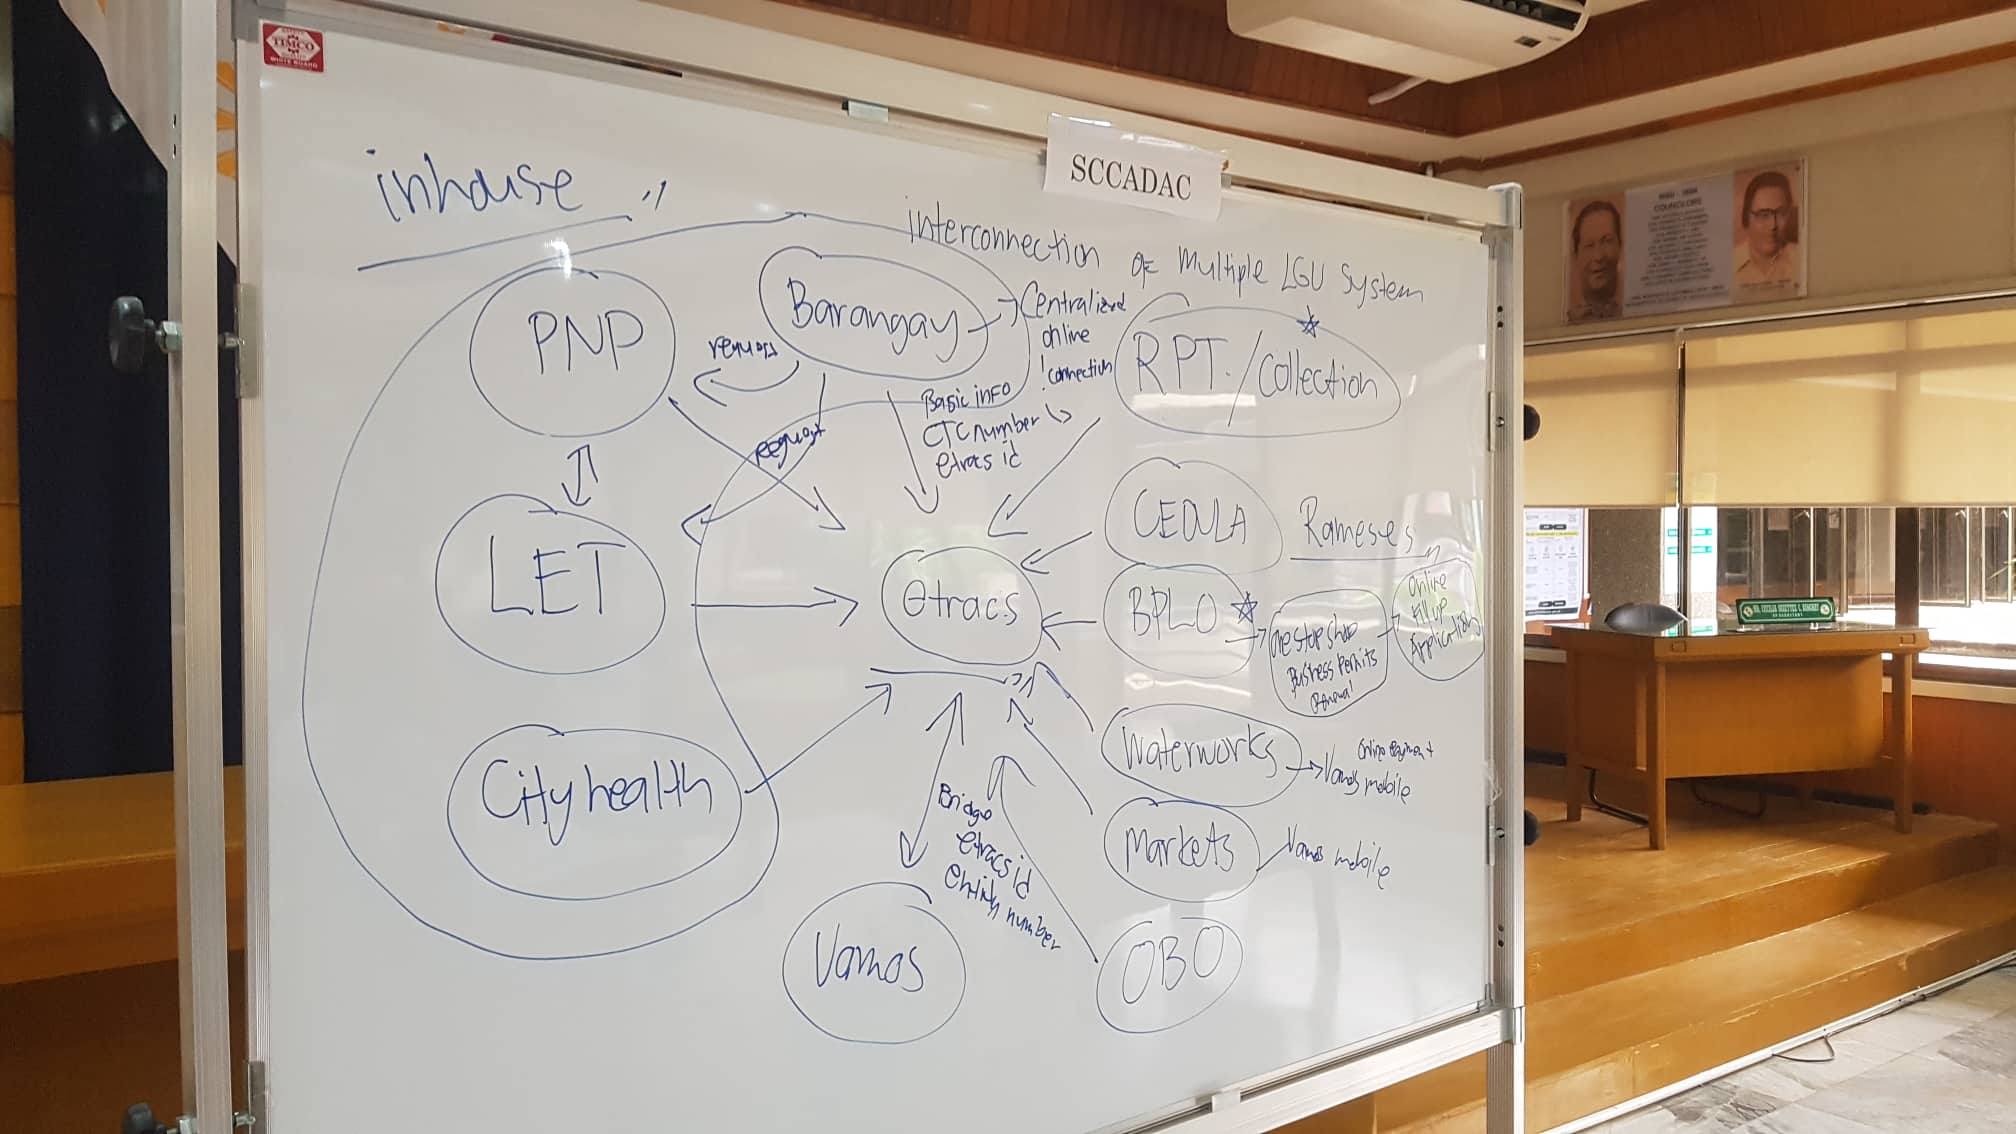 TIMCO
WHITE BOARD
SCCADAC
inhouse
interconnection of multiple LGU System
PNP
Barangay
Centralized
online
connection
request
RPT. / Collection
Basic info
CTC number
etracs id
request
LET
CEDULA
Rameses
etracs
BPLO
One stop shop
Business Permits
Renewal
Online
Fill up
Application
City health
Waterworks
Online Payment
Vamos mobile
Bridge
etracs id
entity number
Markets
Vamos mobile
Vamos
OBO
COUNCILORS